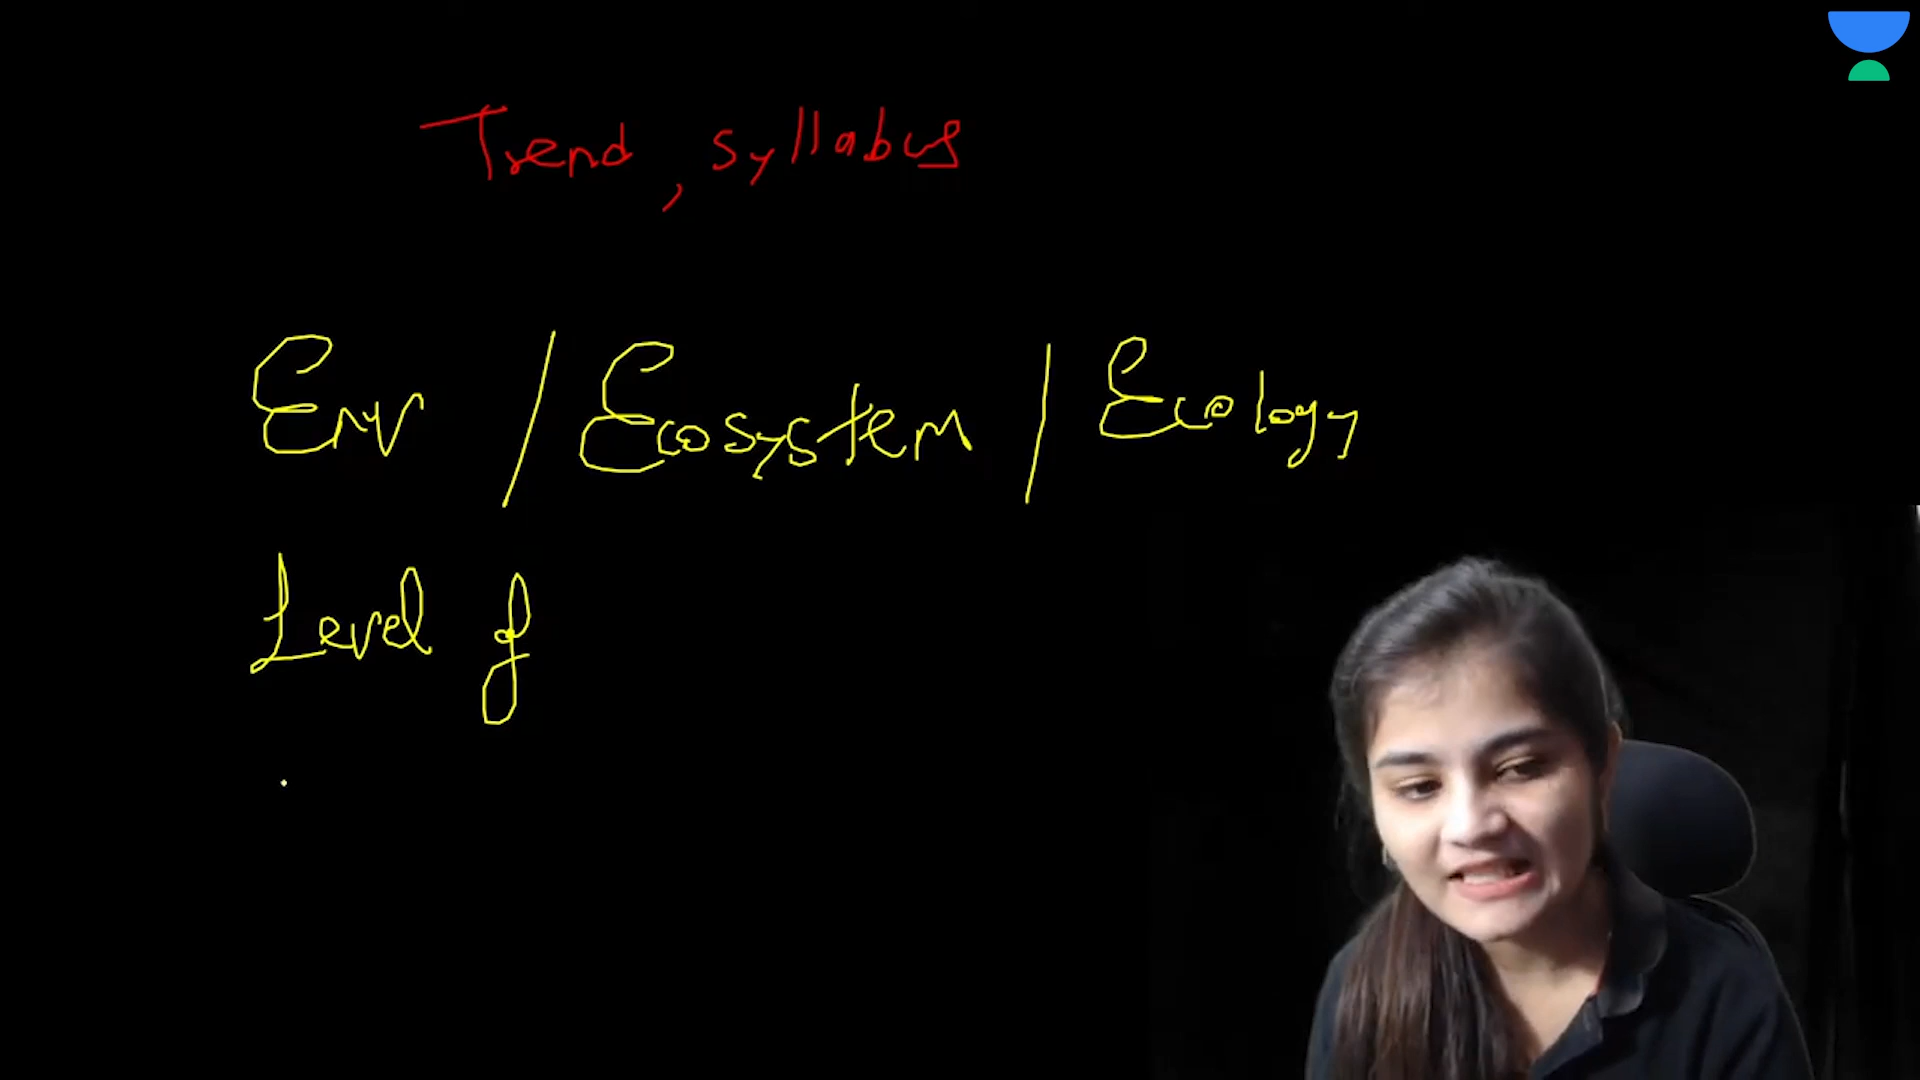 Trend, syllabus
Env / Ecosystem / Ecology
Level of